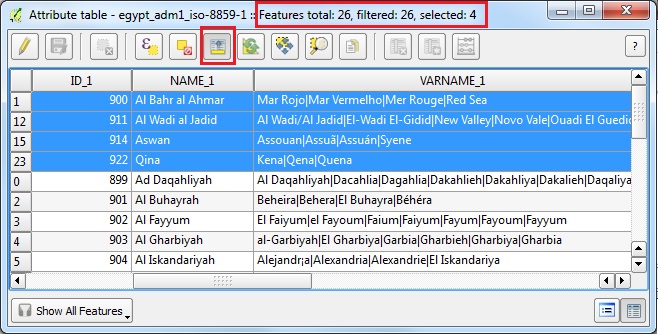 Attribute table - egypt_adm1_iso-8859-1 :: Features total: 26, filtered: 26, selected: 4
?
ID_1 NAME_1 VARNAME_1
1 900 Al Bahr al Ahmar Mar Rojo|Mar Vermelho|Mer Rouge|Red Sea
12 911 Al Wadi al Jadid Al Wadi/Al Jadid|El-Wadi El-Gidid|New Valley|Novo Vale|Ouadi El Guedic
15 914 Aswan Assouan|Assuã|Assuán|Syene
23 922 Qina Kena|Qena|Quena
0 899 Ad Daqahliyah Al Daqahliyah|Dacahlia|Dagahlia|Dakahlieh|Dakahliya|Dakalieh|Daqaliya
2 901 Al Buhayrah Beheira|Behera|El Buhayra|Béhéra
3 902 Al Fayyum El Faiyum|el Fayoum|Faium|Faiyum|Fayum|Fayoum|Fayyum
4 903 Al Gharbiyah al-Garbiyah|El Gharbiya|Garbia|Gharbieh|Gharbiya|Gharbia
5 904 Al Iskandariyah Alejandr¡a|Alexandria|Alexandrie|El Iskandariya
Show All Features